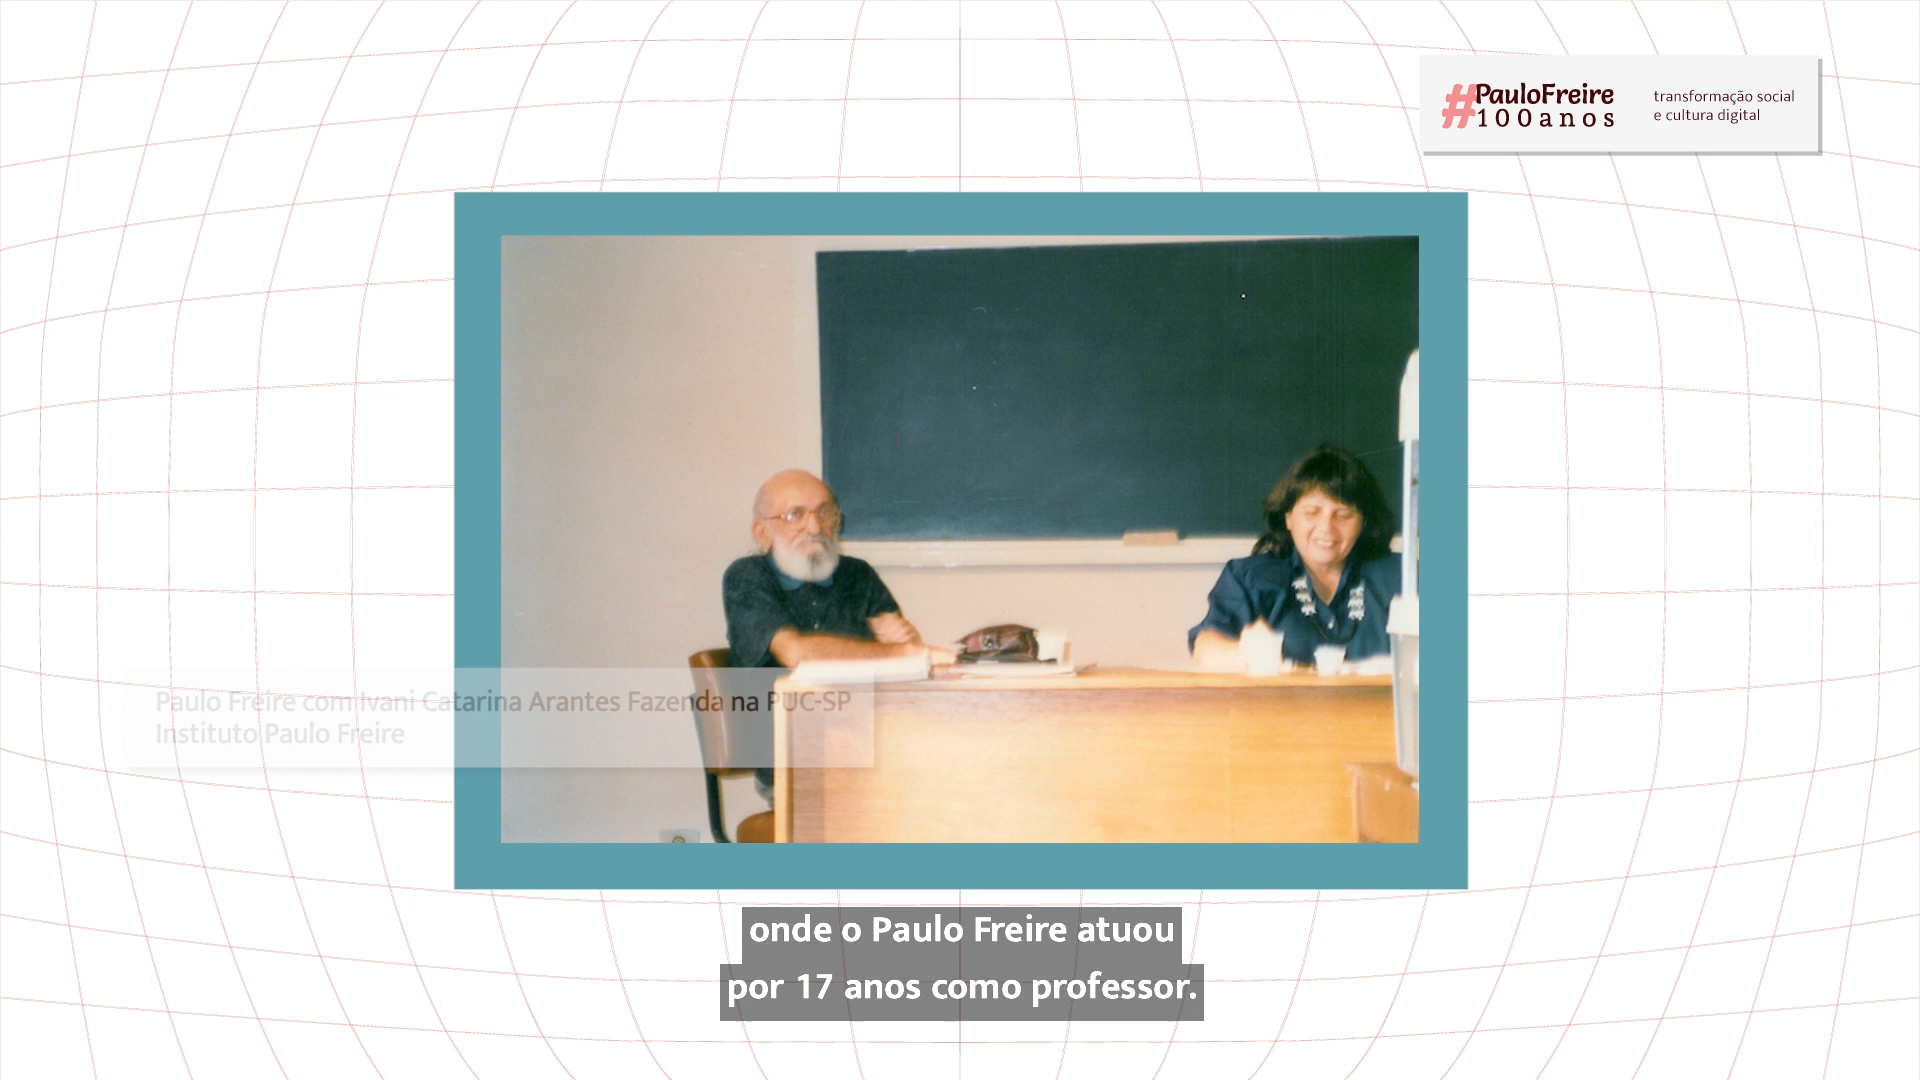 #PauloFreire
100anos
transformação social
e cultura digital
Paulo Freire com Ivani Catarina Arantes Fazenda na PUC-SP
Instituto Paulo Freire
onde o Paulo Freire atuou
por 17 anos como professor.